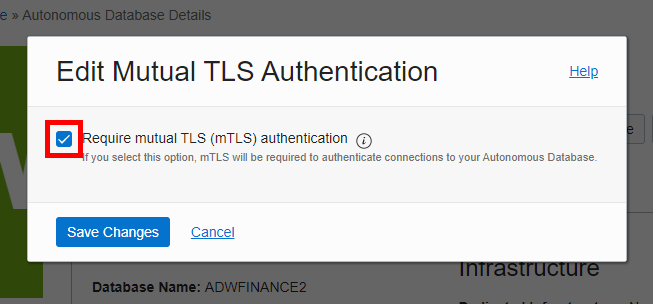 e » Autonomous Database Details
Edit Mutual TLS Authentication
Help
Require mutual TLS (mTLS) authentication
If you select this option, mTLS will be required to authenticate connections to your Autonomous Database.
Save Changes
Cancel
Infrastructure
Database Name: ADWFINANCE2